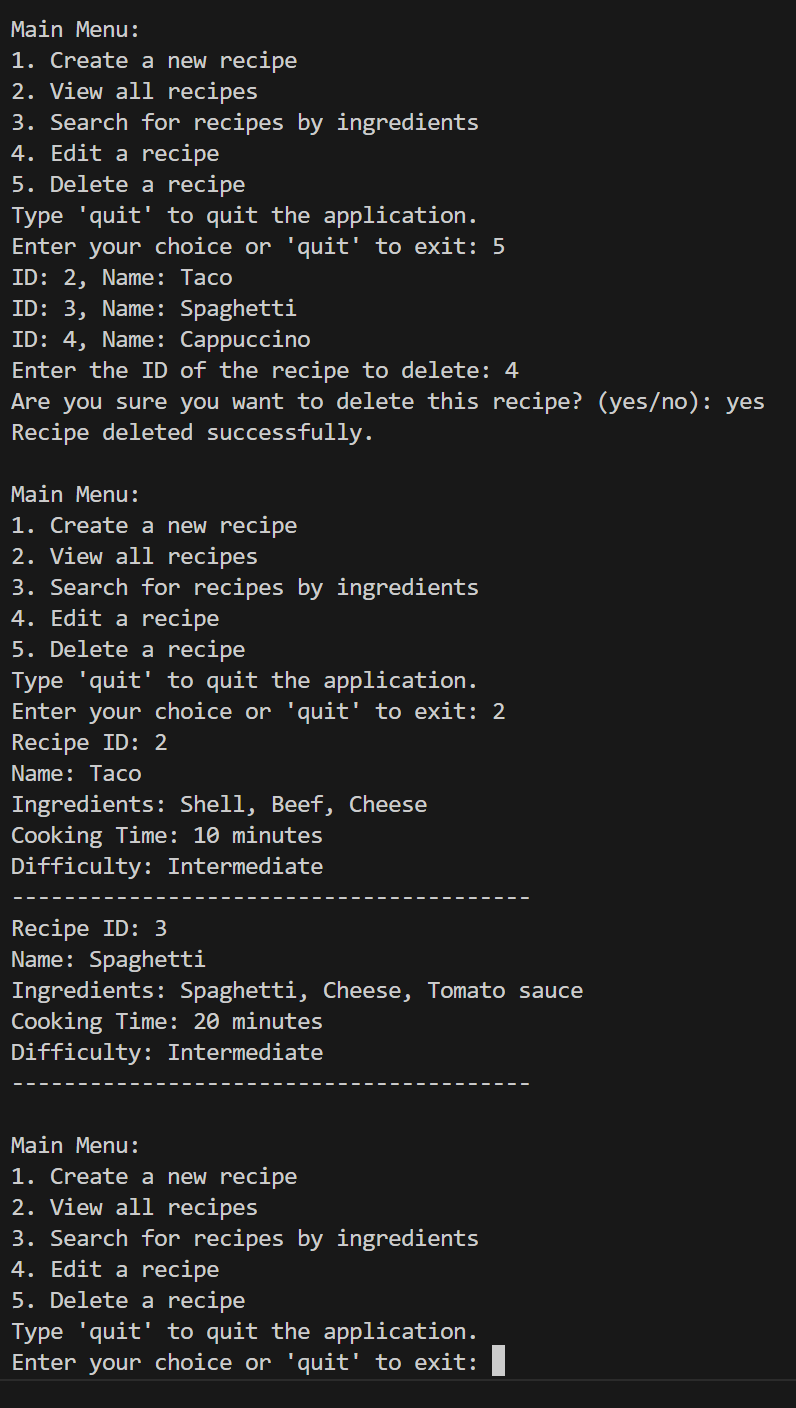 Main Menu:
1. Create a new recipe
2. View all recipes
3. Search for recipes by ingredients
4. Edit a recipe
5. Delete a recipe
Type 'quit' to quit the application.
Enter your choice or 'quit' to exit: 5
ID: 2, Name: Taco
ID: 3, Name: Spaghetti
ID: 4, Name: Cappuccino
Enter the ID of the recipe to delete: 4
Are you sure you want to delete this recipe? (yes/no): yes
Recipe deleted successfully.

Main Menu:
1. Create a new recipe
2. View all recipes
3. Search for recipes by ingredients
4. Edit a recipe
5. Delete a recipe
Type 'quit' to quit the application.
Enter your choice or 'quit' to exit: 2
Recipe ID: 2
Name: Taco
Ingredients: Shell, Beef, Cheese
Cooking Time: 10 minutes
Difficulty: Intermediate
----------------------------------------
Recipe ID: 3
Name: Spaghetti
Ingredients: Spaghetti, Cheese, Tomato sauce
Cooking Time: 20 minutes
Difficulty: Intermediate
----------------------------------------

Main Menu:
1. Create a new recipe
2. View all recipes
3. Search for recipes by ingredients
4. Edit a recipe
5. Delete a recipe
Type 'quit' to quit the application.
Enter your choice or 'quit' to exit: